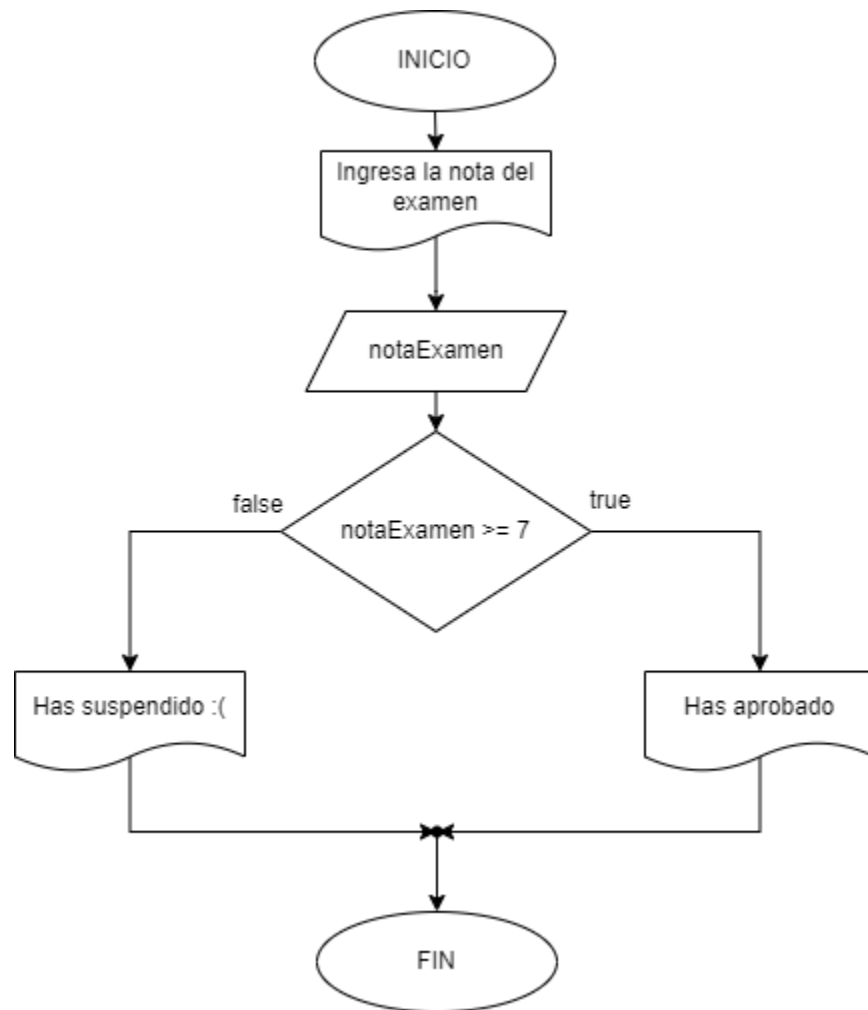 INICIO
Ingresa la nota del
examen
notaExamen
false
true
notaExamen >= 7
Has suspendido :(
Has aprobado
FIN